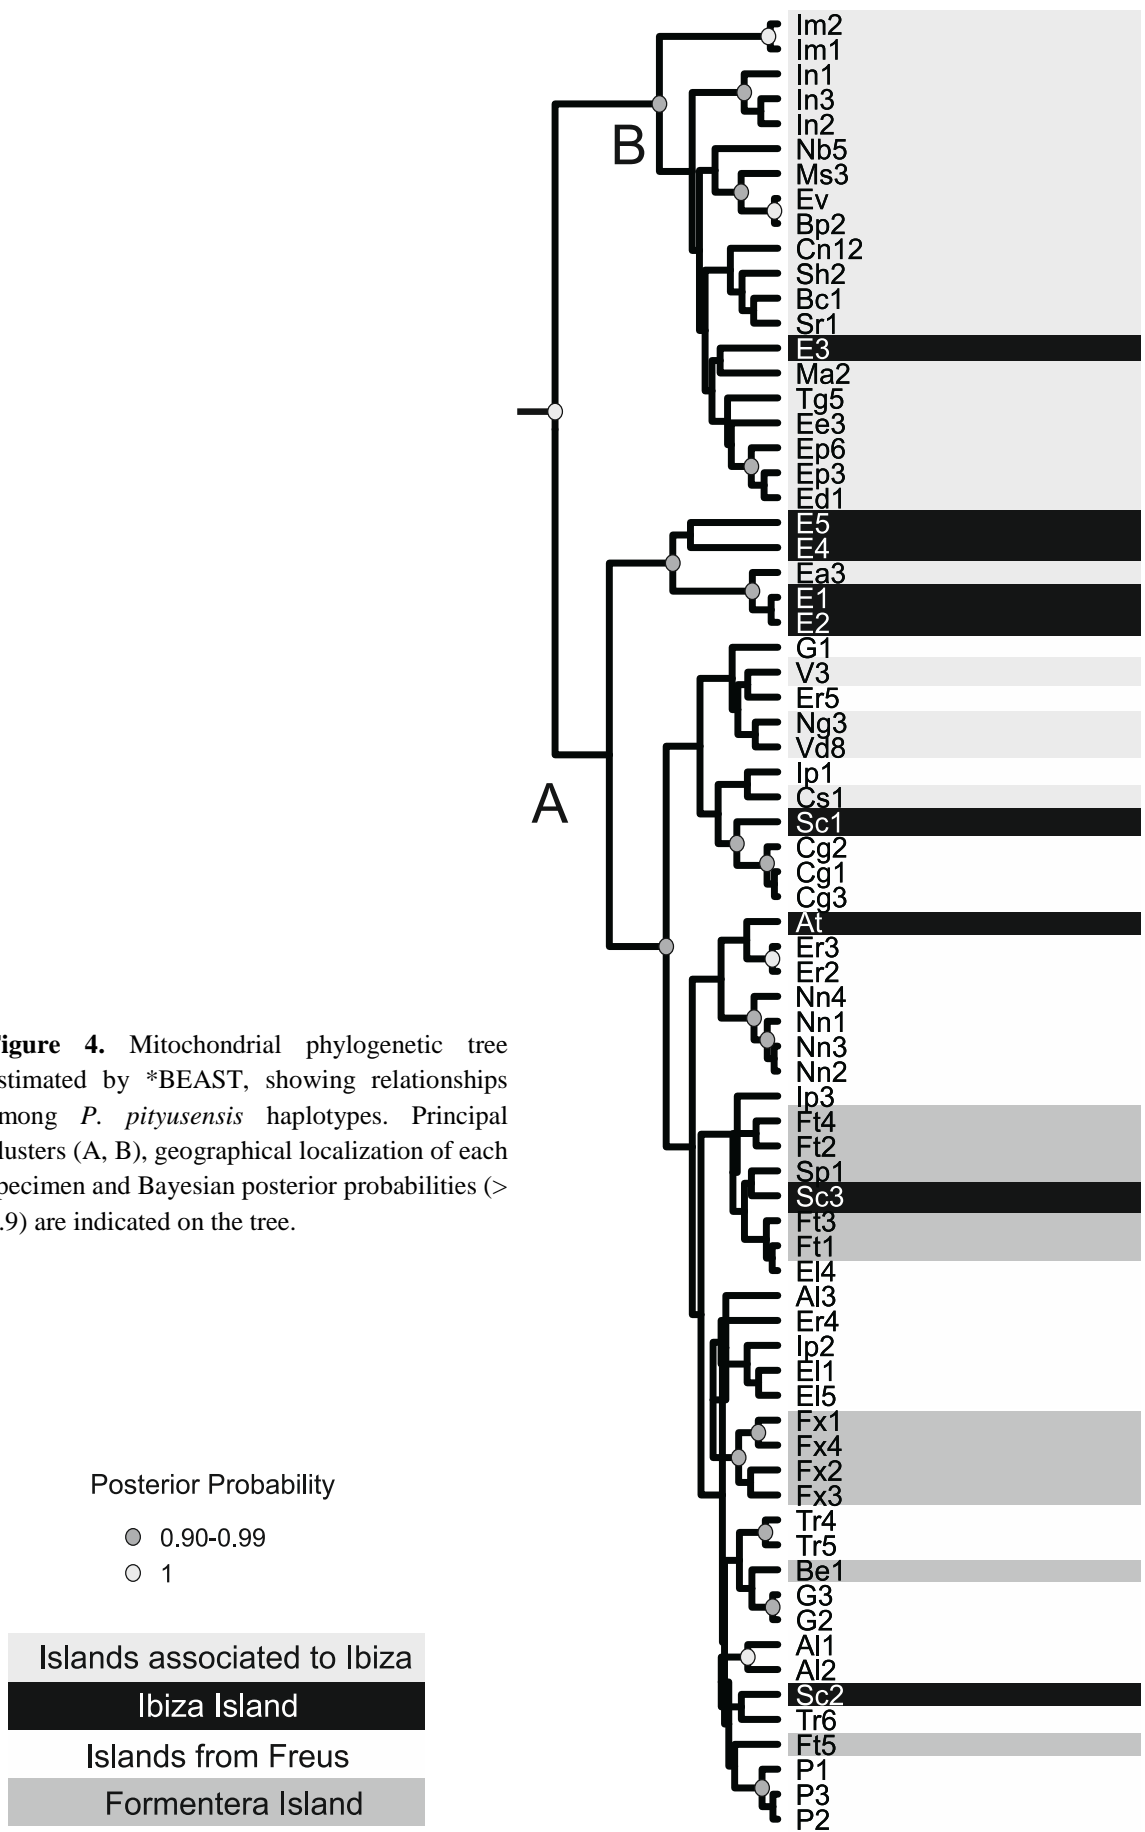 Im2
Im1
In1
In3
In2
Nb5
Ms3
Ev
Bp2
Cn12
Sh2
Bc1
Sr1
E3
Ma2
Tg5
Ee3
Ep6
Ep3
Ed1
E5
E4
Ea3
E1
E2
G1
V3
Er5
Ng3
Vd8
Ip1
Cs1
Sc1
Cg2
Cg1
Cg3
At
Er3
Er2
Nn4
Nn1
Nn3
Nn2
Ip3
Ft4
Ft2
Sp1
Sc3
Ft3
Ft1
El4
Al3
Er4
Ip2
El1
El5
Fx1
Fx4
Fx2
Fx3
Tr4
Tr5
Be1
G3
G2
Al1
Al2
Sc2
Tr6
Ft5
P1
P3
P2
B
A
igure 4. Mitochondrial phylogenetic tree
stimated by *BEAST, showing relationships
mong P. pityusensis haplotypes. Principal
lusters (A, B), geographical localization of each
pecimen and Bayesian posterior probabilities (>
.9) are indicated on the tree.
Posterior Probability
0.90-0.99
1
Islands associated to Ibiza
Ibiza Island
Islands from Freus
Formentera Island